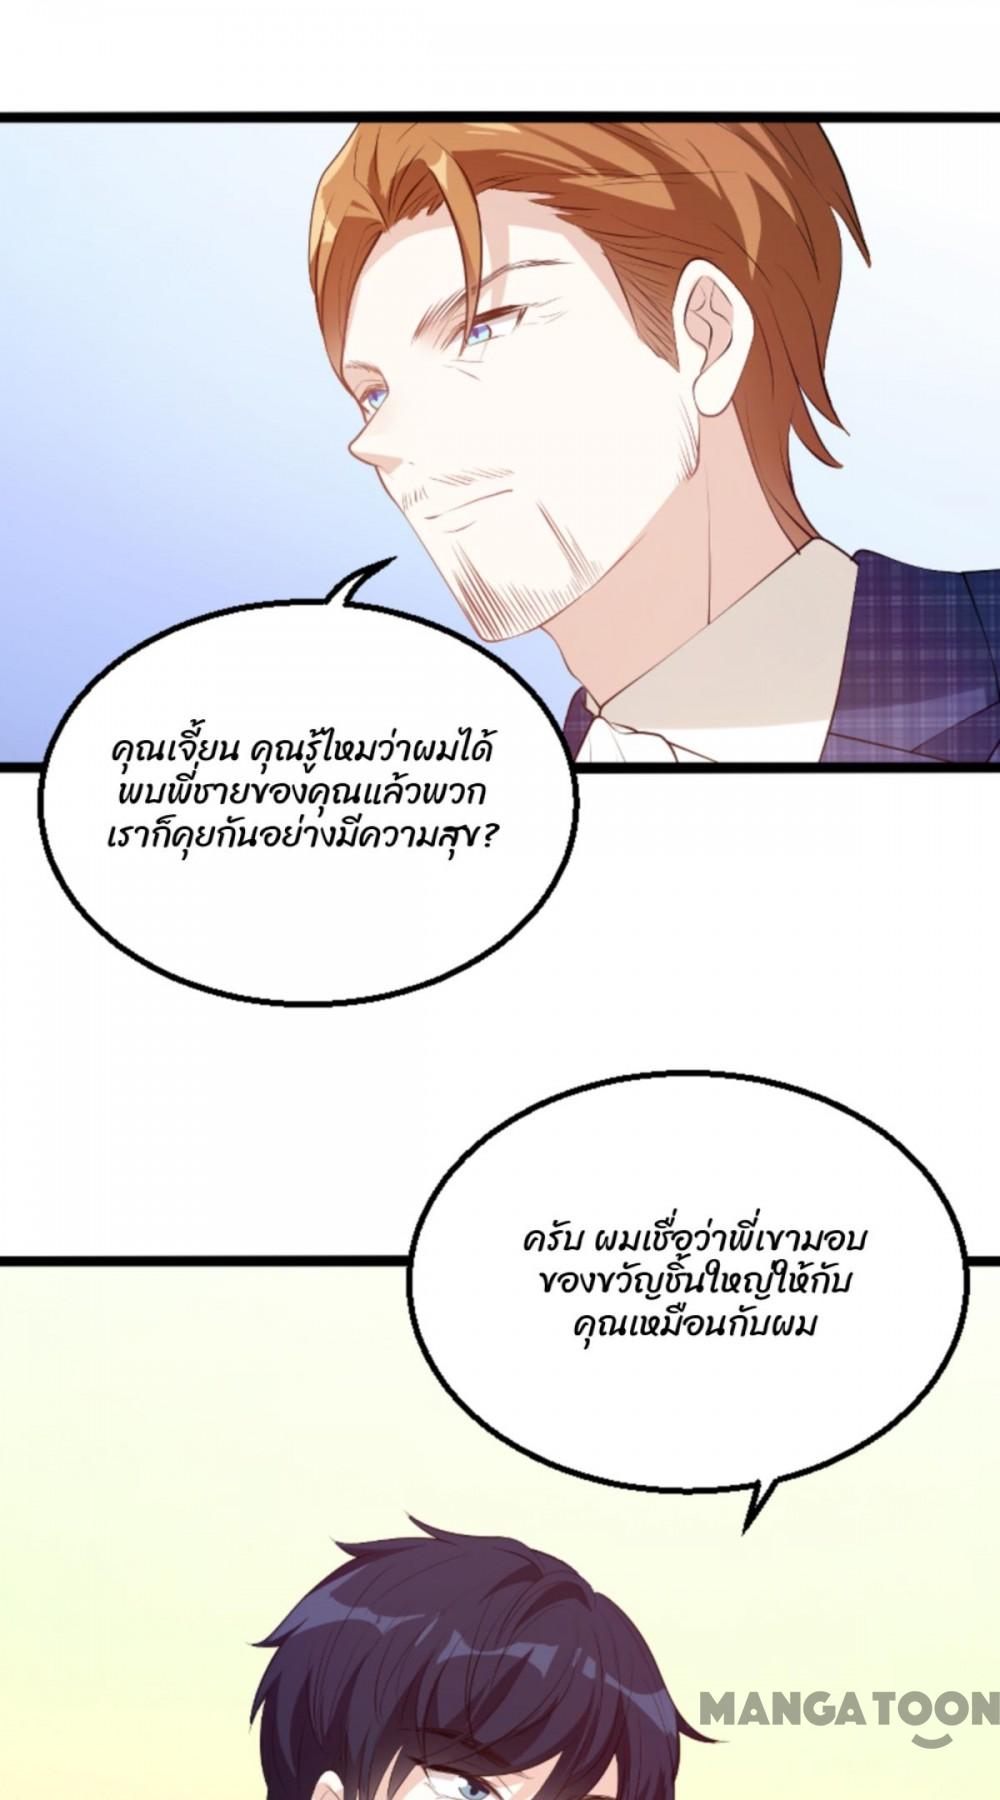 คุณเจี้ยน คุณรู้ไหมว่าผมได้
พบพี่ชายของคุณแล้วพวก
เราก็คุยกันอย่างมีความสุข?
ครับ ผมเชื่อว่าพี่เขามอบ
ของขวัญชิ้นใหญ่ให้กับ
คุณเหมือนกับผม
MANGATOON